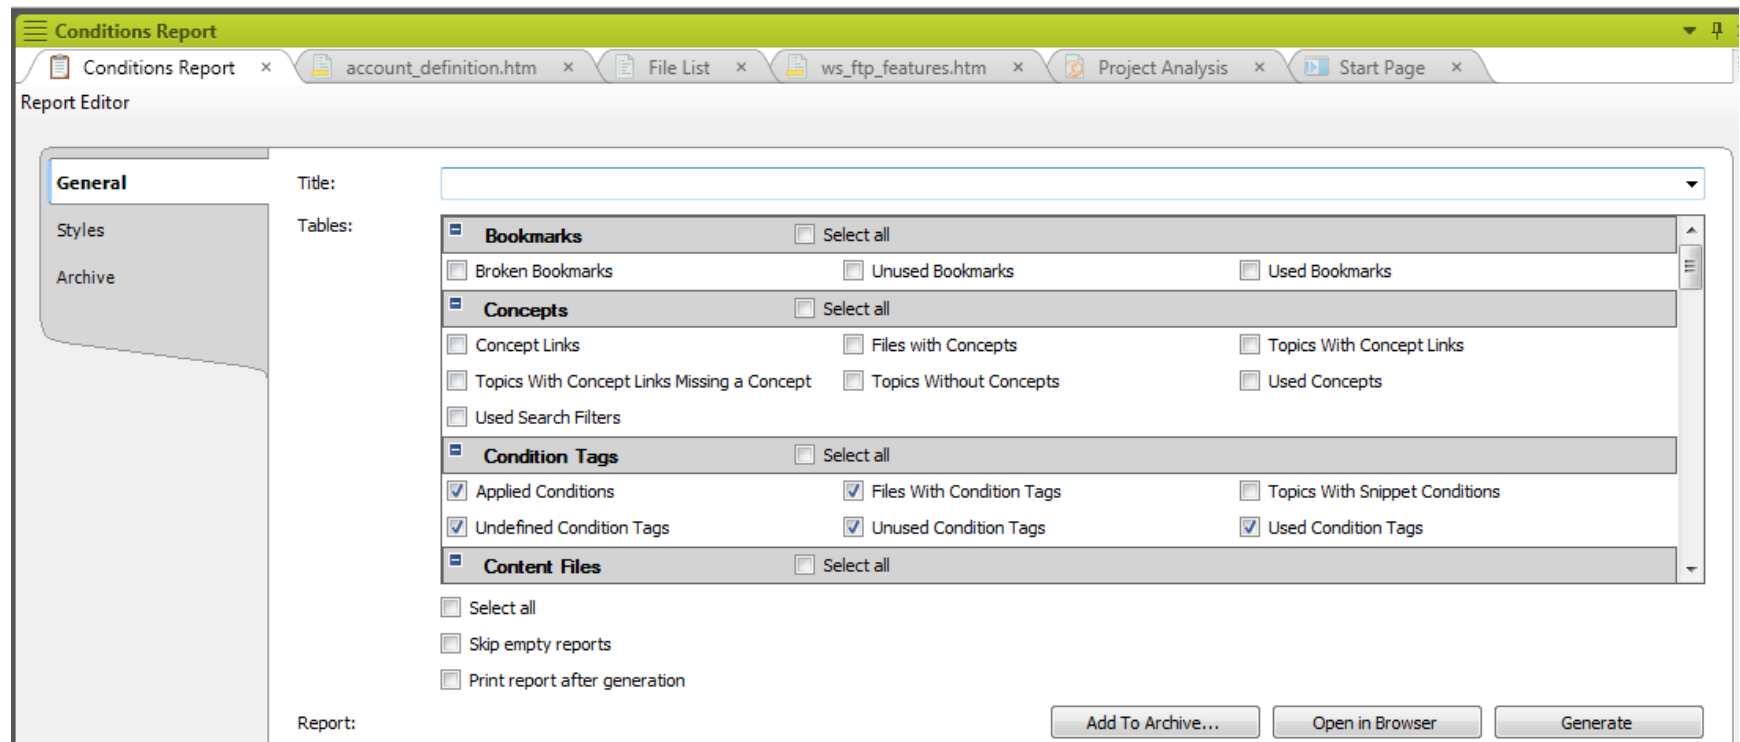 Conditions Report
Conditions Report account_definition.htm File List ws_ftp_features.htm Project Analysis Start Page
Report Editor
General
Styles
Archive
Title:
Tables:
Bookmarks Select all
Broken Bookmarks Unused Bookmarks Used Bookmarks
Concepts Select all
Concept Links Files with Concepts Topics With Concept Links
Topics With Concept Links Missing a Concept Topics Without Concepts Used Concepts
Used Search Filters
Condition Tags Select all
Applied Conditions Files With Condition Tags Topics With Snippet Conditions
Undefined Condition Tags Unused Condition Tags Used Condition Tags
Content Files Select all
Select all
Skip empty reports
Print report after generation
Report: Add To Archive... Open in Browser Generate